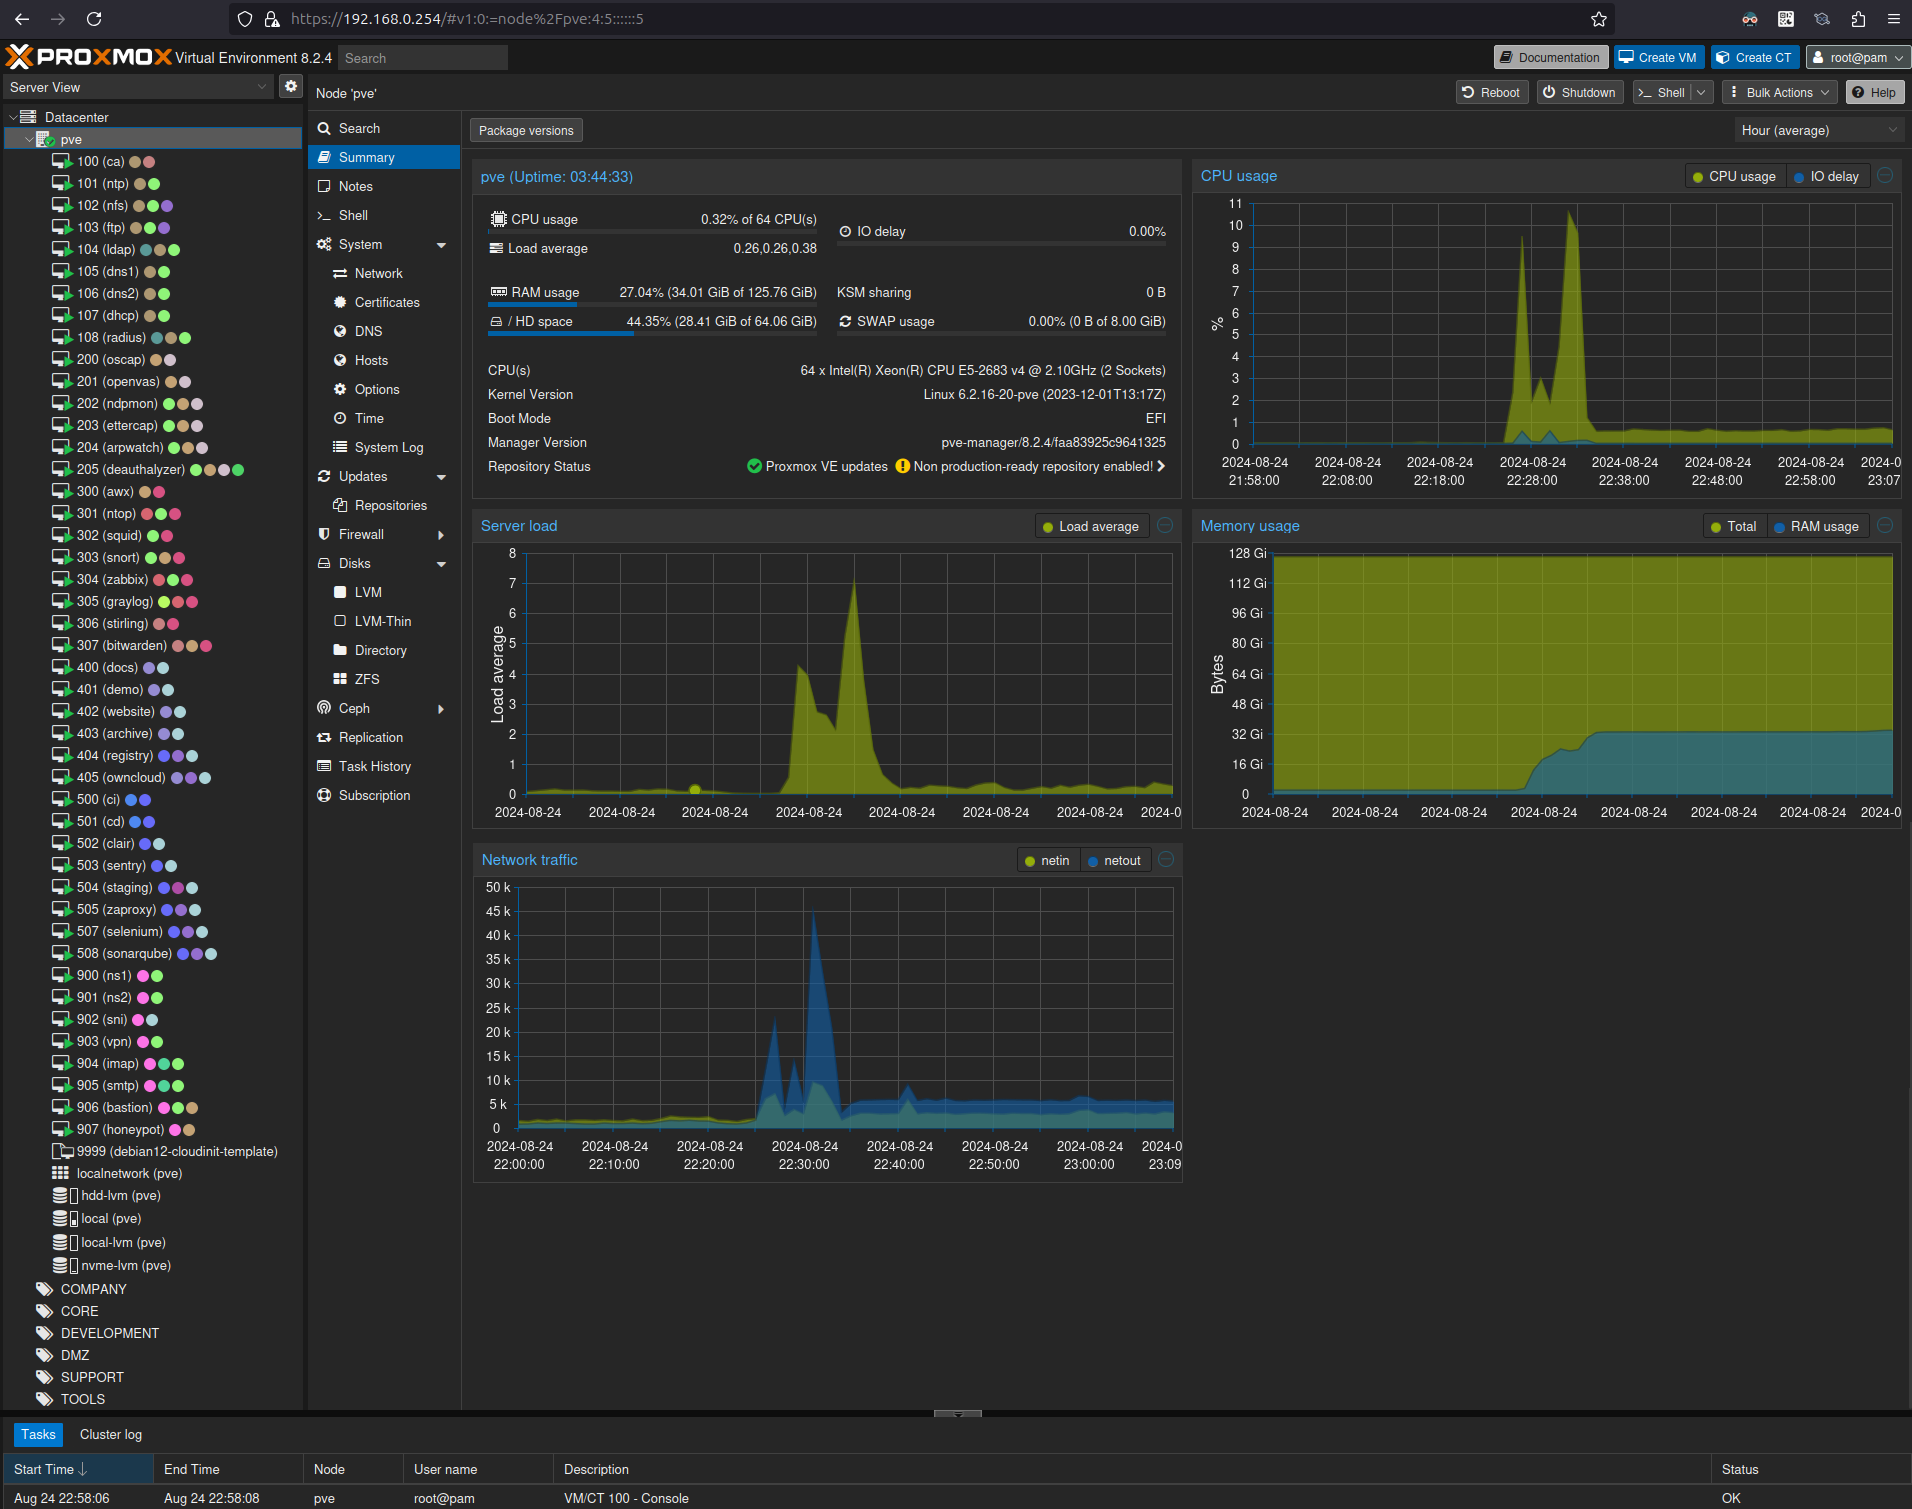 https://192.168.0.254/#v1:0:=node%2Fpve:4:5::::::5
PROXMOX Virtual Environment 8.2.4 Search
Documentation Create VM Create CT root@pam
Server View
Node 'pve'
Reboot Shutdown Shell Bulk Actions Help
Datacenter
pve
100 (ca)
101 (ntp)
102 (nfs)
103 (ftp)
104 (ldap)
105 (dns1)
106 (dns2)
107 (dhcp)
108 (radius)
200 (oscap)
201 (openvas)
202 (ndpmon)
203 (ettercap)
204 (arpwatch)
205 (deauthalyzer)
300 (awx)
301 (ntop)
302 (squid)
303 (snort)
304 (zabbix)
305 (graylog)
306 (stirling)
307 (bitwarden)
400 (docs)
401 (demo)
402 (website)
403 (archive)
404 (registry)
405 (owncloud)
500 (ci)
501 (cd)
502 (clair)
503 (sentry)
504 (staging)
505 (zaproxy)
507 (selenium)
508 (sonarqube)
900 (ns1)
901 (ns2)
902 (sni)
903 (vpn)
904 (imap)
905 (smtp)
906 (bastion)
907 (honeypot)
9999 (debian12-cloudinit-template)
localnetwork (pve)
hdd-lvm (pve)
local (pve)
local-lvm (pve)
nvme-lvm (pve)
COMPANY
CORE
DEVELOPMENT
DMZ
SUPPORT
TOOLS
Search
Summary
Notes
Shell
System
Network
Certificates
DNS
Hosts
Options
Time
System Log
Updates
Repositories
Firewall
Disks
LVM
LVM-Thin
Directory
ZFS
Ceph
Replication
Task History
Subscription
Package versions
Hour (average)
pve (Uptime: 03:44:33)
CPU usage 0.32% of 64 CPU(s)
IO delay 0.00%
Load average 0.26,0.26,0.38
RAM usage 27.04% (34.01 GiB of 125.76 GiB)
KSM sharing 0 B
/ HD space 44.35% (28.41 GiB of 64.06 GiB)
SWAP usage 0.00% (0 B of 8.00 GiB)
CPU(s) 64 x Intel(R) Xeon(R) CPU E5-2683 v4 @ 2.10GHz (2 Sockets)
Kernel Version Linux 6.2.16-20-pve (2023-12-01T13:17Z)
Boot Mode EFI
Manager Version pve-manager/8.2.4/faa83925c9641325
Repository Status Proxmox VE updates Non production-ready repository enabled!
CPU usage
CPU usage IO delay
11
10
9
8
7
6
5
4
3
2
1
0
%
2024-08-24 2024-08-24 2024-08-24 2024-08-24 2024-08-24 2024-08-24 2024-08-24 2024-0
21:58:00 22:08:00 22:18:00 22:28:00 22:38:00 22:48:00 22:58:00 23:07
Server load
Load average
8
7
6
5
4
3
2
1
0
Load average
2024-08-24 2024-08-24 2024-08-24 2024-08-24 2024-08-24 2024-08-24 2024-08-24 2024-0
Memory usage
Total RAM usage
128 Gi
112 Gi
96 Gi
80 Gi
64 Gi
48 Gi
32 Gi
16 Gi
0
Bytes
2024-08-24 2024-08-24 2024-08-24 2024-08-24 2024-08-24 2024-08-24 2024-08-24 2024-0
Network traffic
netin netout
50 k
45 k
40 k
35 k
30 k
25 k
20 k
15 k
10 k
5 k
0
2024-08-24 2024-08-24 2024-08-24 2024-08-24 2024-08-24 2024-08-24 2024-08-24 2024-0
22:00:00 22:10:00 22:20:00 22:30:00 22:40:00 22:50:00 23:00:00 23:09
Tasks Cluster log
Start Time End Time Node User name Description Status
Aug 24 22:58:06 Aug 24 22:58:08 pve root@pam VM/CT 100 - Console OK